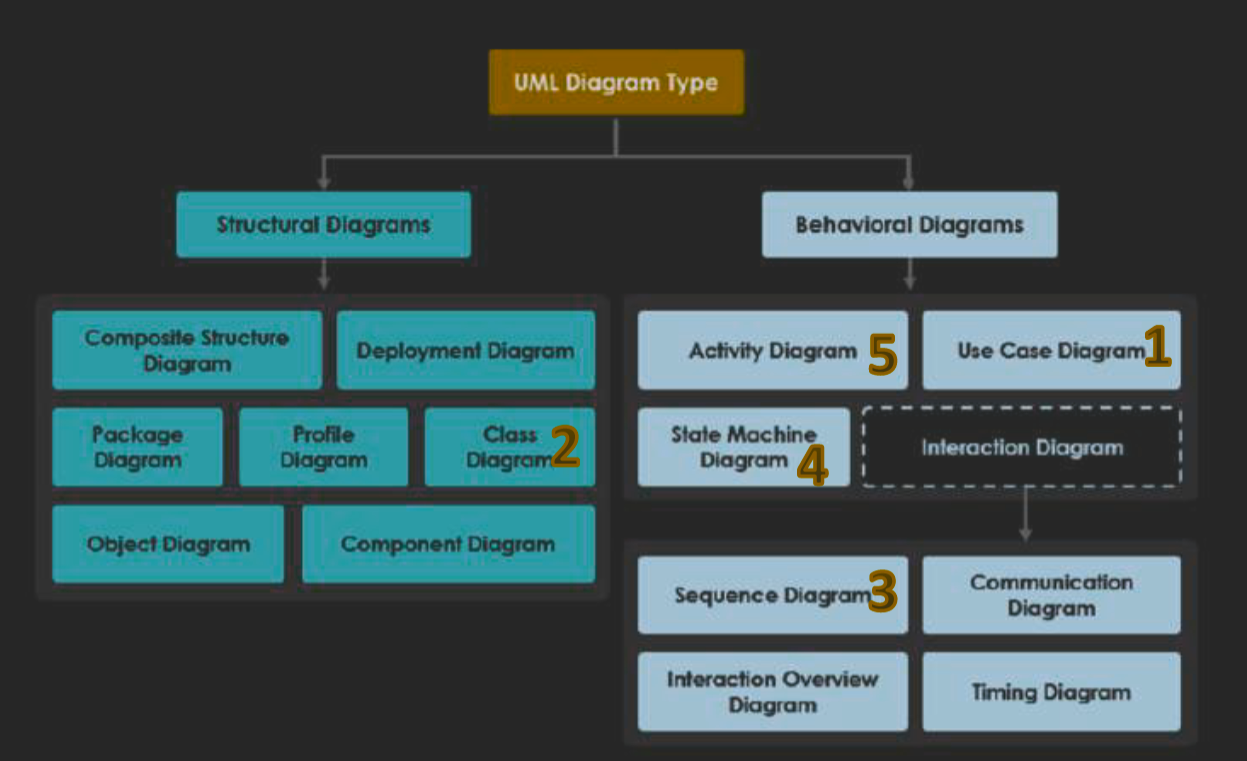 UML Diagram Type
Structural Diagrams
Behavioral Diagrams
Composite Structure
Diagram
Deployment Diagram
Package
Diagram
Profile
Diagram
Class
Diagram 2
Object Diagram
Component Diagram
Activity Diagram 5
Use Case Diagram 1
State Machine
Diagram 4
Interaction Diagram
Sequence Diagram 3
Communication
Diagram
Interaction Overview
Diagram
Timing Diagram